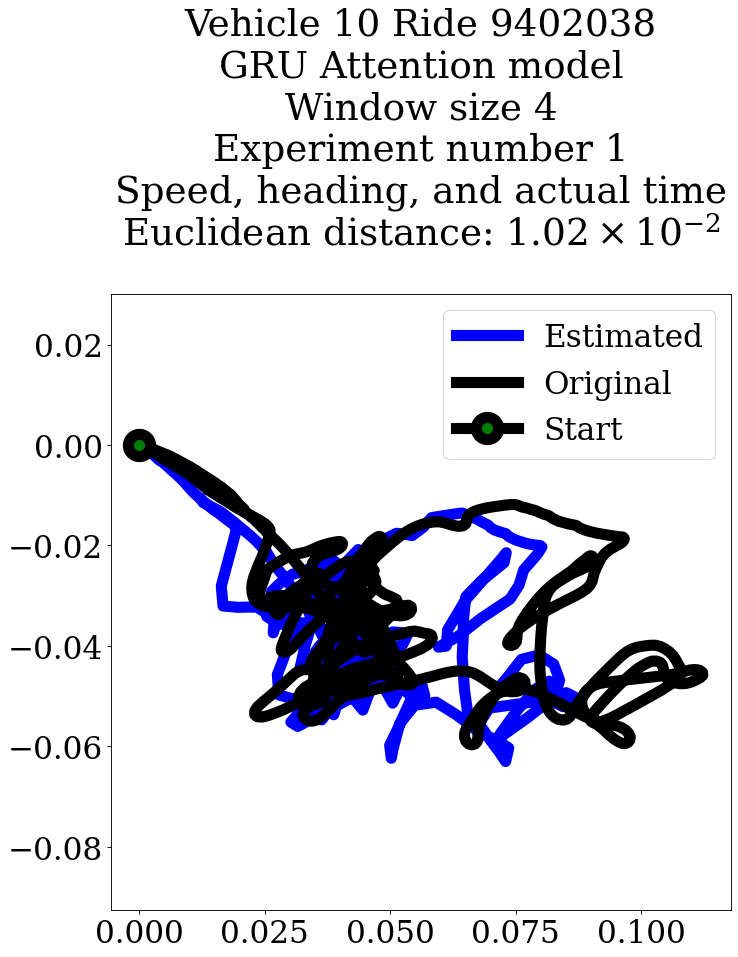 Vehicle 10 Ride 9402038
GRU Attention model
Window size 4
Experiment number 1
Speed, heading, and actual time
Euclidean distance: 1.02 × 10⁻²
Estimated
Original
Start
0.02
0.00
−0.02
−0.04
−0.06
−0.08
0.000 0.025 0.050 0.075 0.100